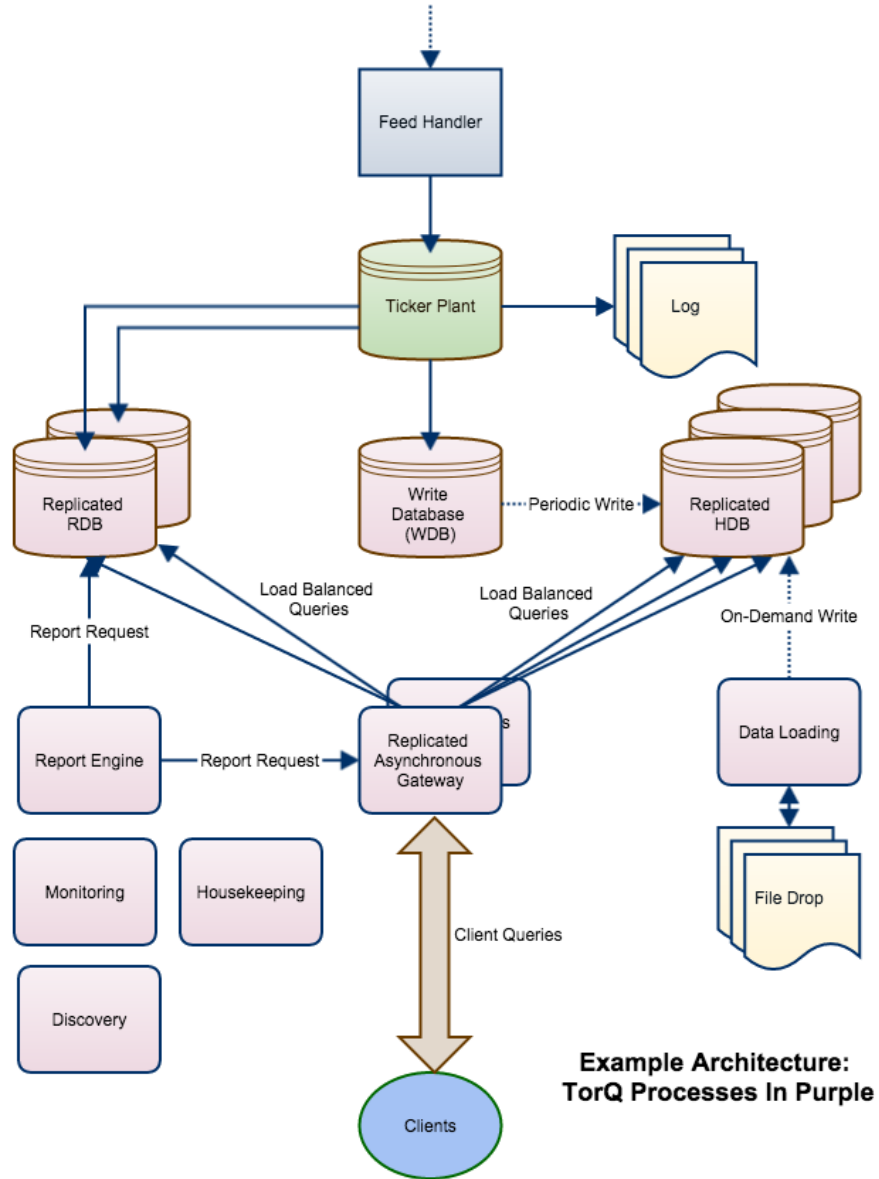 Feed Handler
Ticker Plant
Log
Replicated
RDB
Write
Database
(WDB)
Periodic Write
Replicated
HDB
Load Balanced
Queries
Load Balanced
Queries
Report Request
On-Demand Write
Report Engine
Report Request
Replicated
Asynchronous
Gateway
Data Loading
Monitoring
Housekeeping
File Drop
Client Queries
Discovery
Example Architecture:
TorQ Processes In Purple
Clients